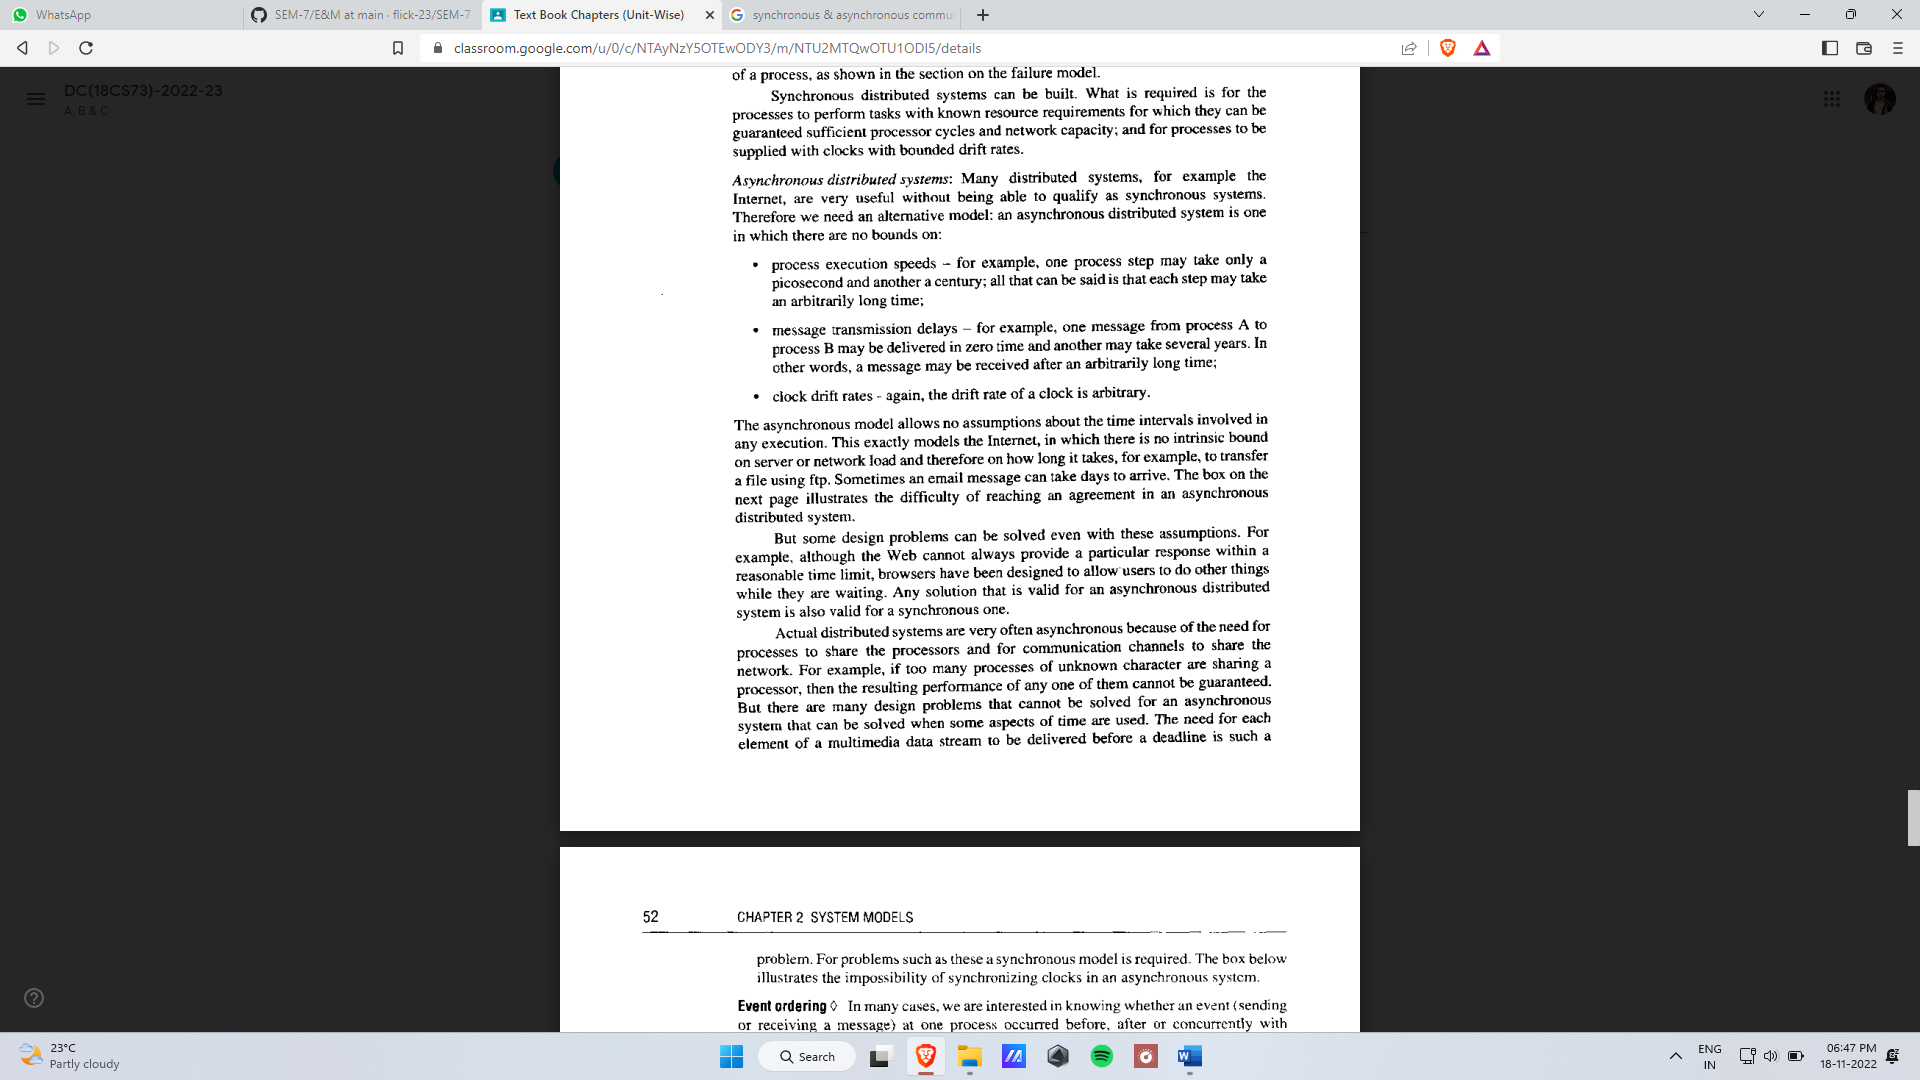 WhatsApp
SEM-7/E&M at main · flick-23/SEM-7
Text Book Chapters (Unit-Wise)
synchronous & asynchronous commu
classroom.google.com/u/0/c/NTAyNzY5OTEwODY3/m/NTU2MTQwOTU1ODI5/details
DC(18CS73)-2022-23
A, B & C
of a process, as shown in the section on the failure model.
Synchronous distributed systems can be built. What is required is for the
processes to perform tasks with known resource requirements for which they can be
guaranteed sufficient processor cycles and network capacity; and for processes to be
supplied with clocks with bounded drift rates.
Asynchronous distributed systems: Many distributed systems, for example the
Internet, are very useful without being able to qualify as synchronous systems.
Therefore we need an alternative model: an asynchronous distributed system is one
in which there are no bounds on:
• process execution speeds – for example, one process step may take only a
picosecond and another a century; all that can be said is that each step may take
an arbitrarily long time;
• message transmission delays – for example, one message from process A to
process B may be delivered in zero time and another may take several years. In
other words, a message may be received after an arbitrarily long time;
• clock drift rates - again, the drift rate of a clock is arbitrary.
The asynchronous model allows no assumptions about the time intervals involved in
any execution. This exactly models the Internet, in which there is no intrinsic bound
on server or network load and therefore on how long it takes, for example, to transfer
a file using ftp. Sometimes an email message can take days to arrive. The box on the
next page illustrates the difficulty of reaching an agreement in an asynchronous
distributed system.
But some design problems can be solved even with these assumptions. For
example, although the Web cannot always provide a particular response within a
reasonable time limit, browsers have been designed to allow users to do other things
while they are waiting. Any solution that is valid for an asynchronous distributed
system is also valid for a synchronous one.
Actual distributed systems are very often asynchronous because of the need for
processes to share the processors and for communication channels to share the
network. For example, if too many processes of unknown character are sharing a
processor, then the resulting performance of any one of them cannot be guaranteed.
But there are many design problems that cannot be solved for an asynchronous
system that can be solved when some aspects of time are used. The need for each
element of a multimedia data stream to be delivered before a deadline is such a
52 CHAPTER 2 SYSTEM MODELS
problem. For problems such as these a synchronous model is required. The box below
illustrates the impossibility of synchronizing clocks in an asynchronous system.
Event ordering ◊ In many cases, we are interested in knowing whether an event (sending
or receiving a message) at one process occurred before, after or concurrently with
23°C
Partly cloudy
Search
ENG
IN
06:47 PM
18-11-2022